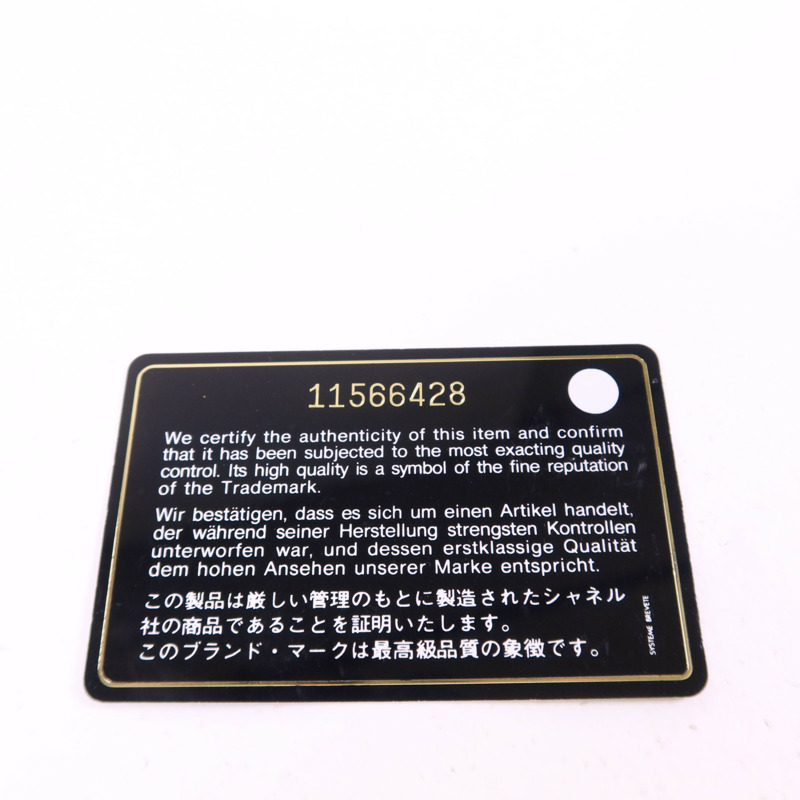 11566428
We certify the authenticity of this item and confirm
that it has been subjected to the most exacting quality
control. Its high quality is a symbol of the fine reputation
of the Trademark.
Wir bestätigen, dass es sich um einen Artikel handelt,
der während seiner Herstellung strengsten Kontrollen
unterworfen war, und dessen erstklassige Qualität
dem hohen Ansehen unserer Marke entspricht.
この製品は厳しい管理のもとに製造されたシャネル
社の商品であることを証明いたします。
このブランド・マークは最高級品質の象徴です。
SYSTEME BREVETE